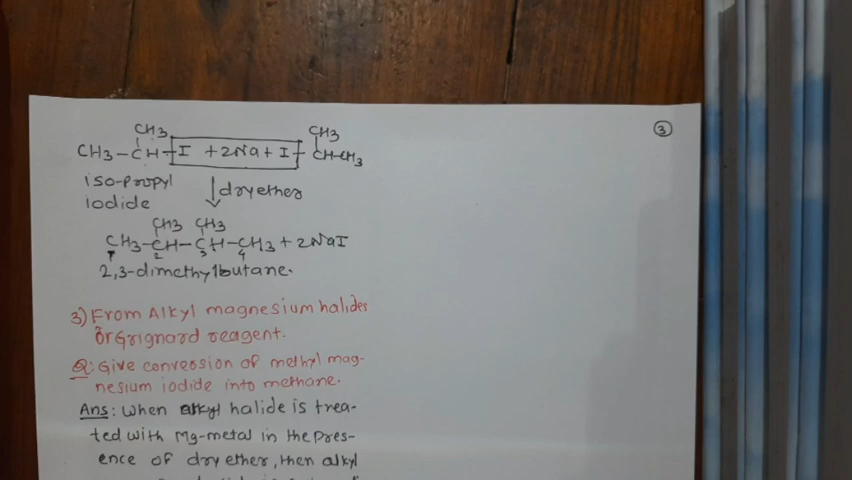 ③
CH3 CH3
CH3-CH-I +2Na+ I-CH-CH3
iso-propyl ↓dryether
iodide
CH3 CH3
CH3-CH-CH-CH3 + 2NaI
1 2 3 4
2,3-dimethylbutane.
3) From Alkyl magnesium halides
or Grignard reagent.
Q: Give conversion of methyl mag-
nesium iodide into methane.
Ans: When alkyl halide is trea-
ted with Mg-metal in the pres-
ence of dry ether, then alkyl